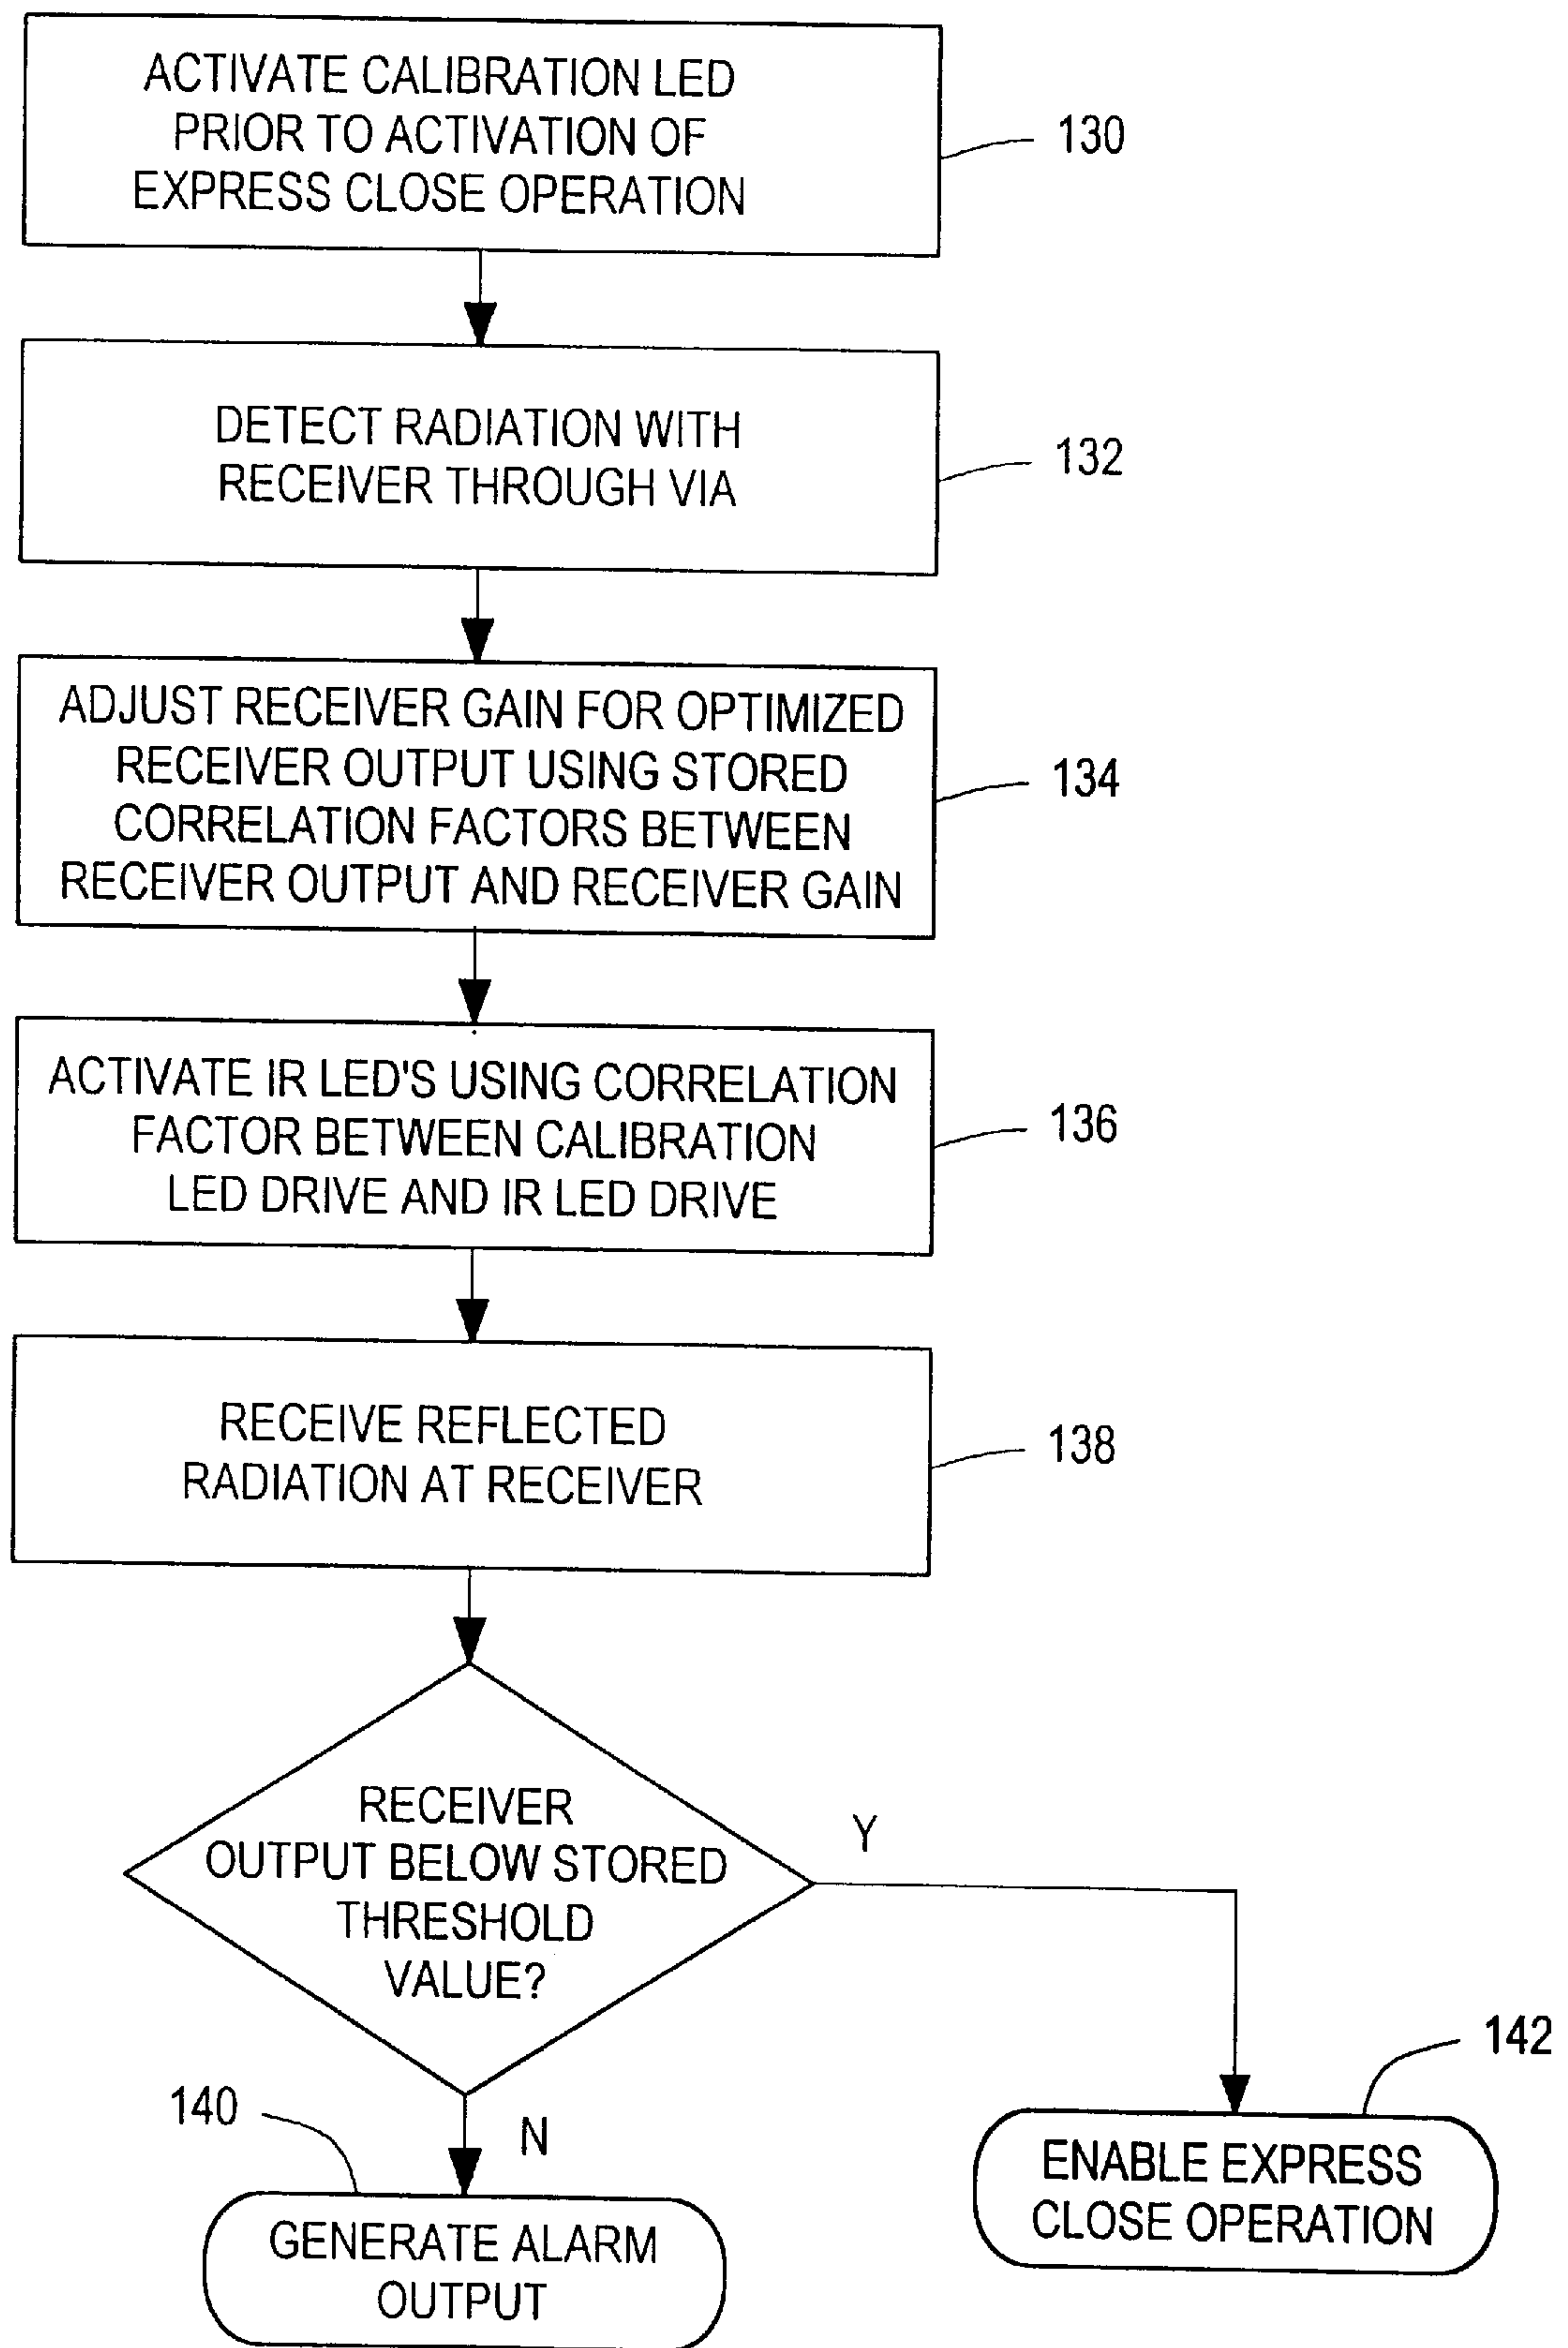 ACTIVATE CALIBRATION LED
PRIOR TO ACTIVATION OF
EXPRESS CLOSE OPERATION
130
DETECT RADIATION WITH
RECEIVER THROUGH VIA
132
ADJUST RECEIVER GAIN FOR OPTIMIZED
RECEIVER OUTPUT USING STORED
CORRELATION FACTORS BETWEEN
RECEIVER OUTPUT AND RECEIVER GAIN
134
ACTIVATE IR LED'S USING CORRELATION
FACTOR BETWEEN CALIBRATION
LED DRIVE AND IR LED DRIVE
136
RECEIVE REFLECTED
RADIATION AT RECEIVER
138
RECEIVER
OUTPUT BELOW STORED
THRESHOLD
VALUE?
Y
N
140
GENERATE ALARM
OUTPUT
142
ENABLE EXPRESS
CLOSE OPERATION